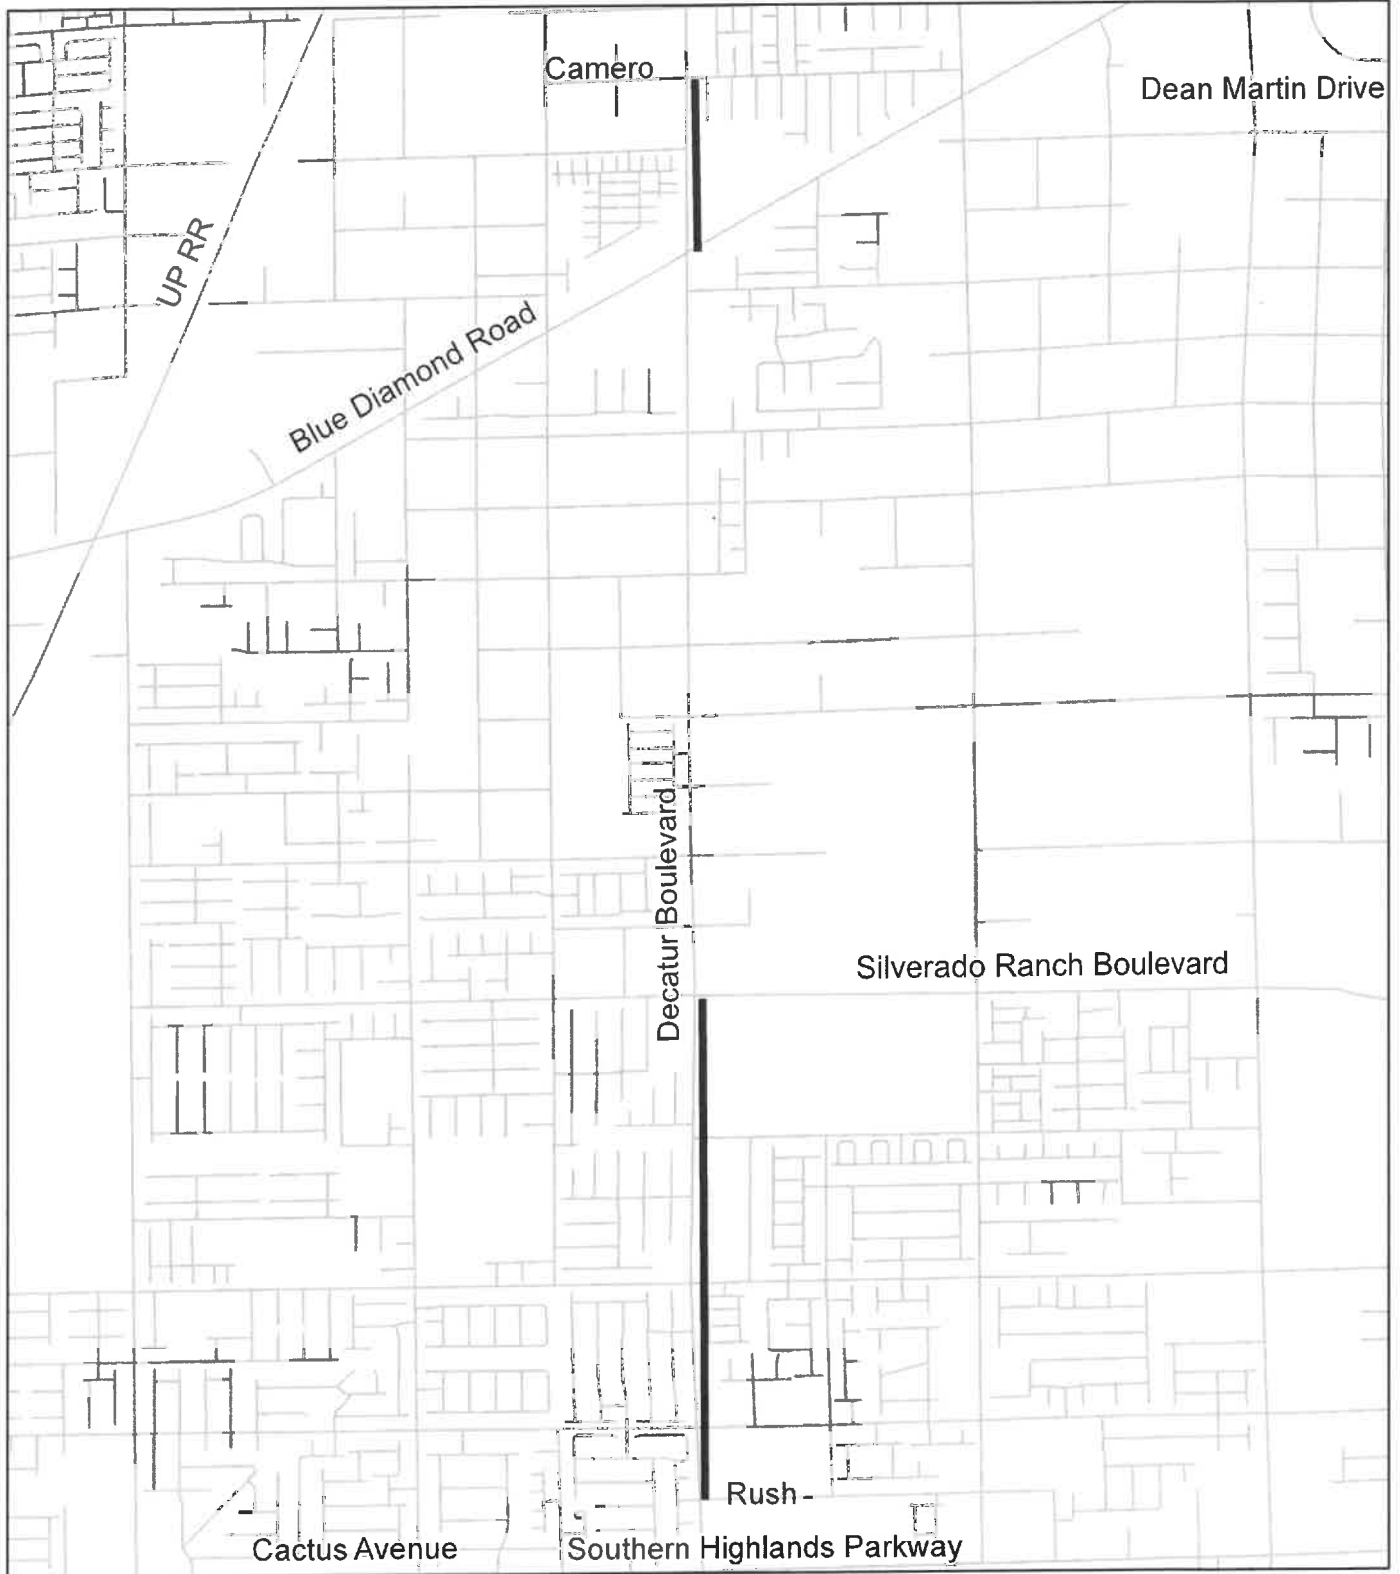 Camero
Dean Martin Drive
UP RR
Blue Diamond Road
Decatur Boulevard
Silverado Ranch Boulevard
Rush
Cactus Avenue
Southern Highlands Parkway